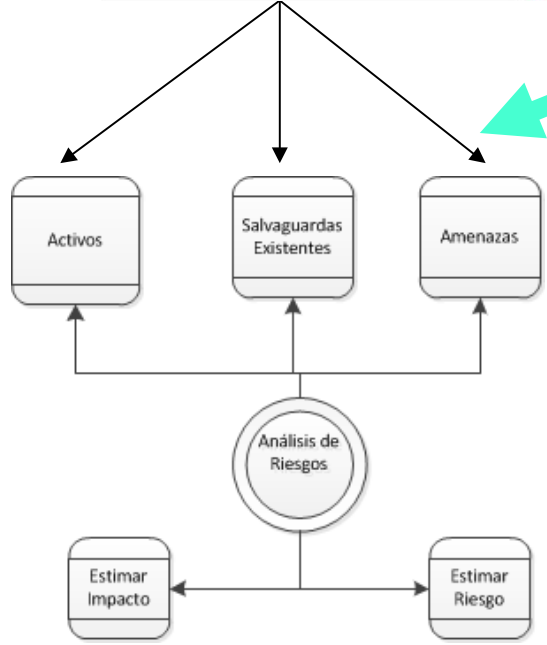 Activos
Salvaguardas
Existentes
Amenazas
Análisis de
Riesgos
Estimar
Impacto
Estimar
Riesgo